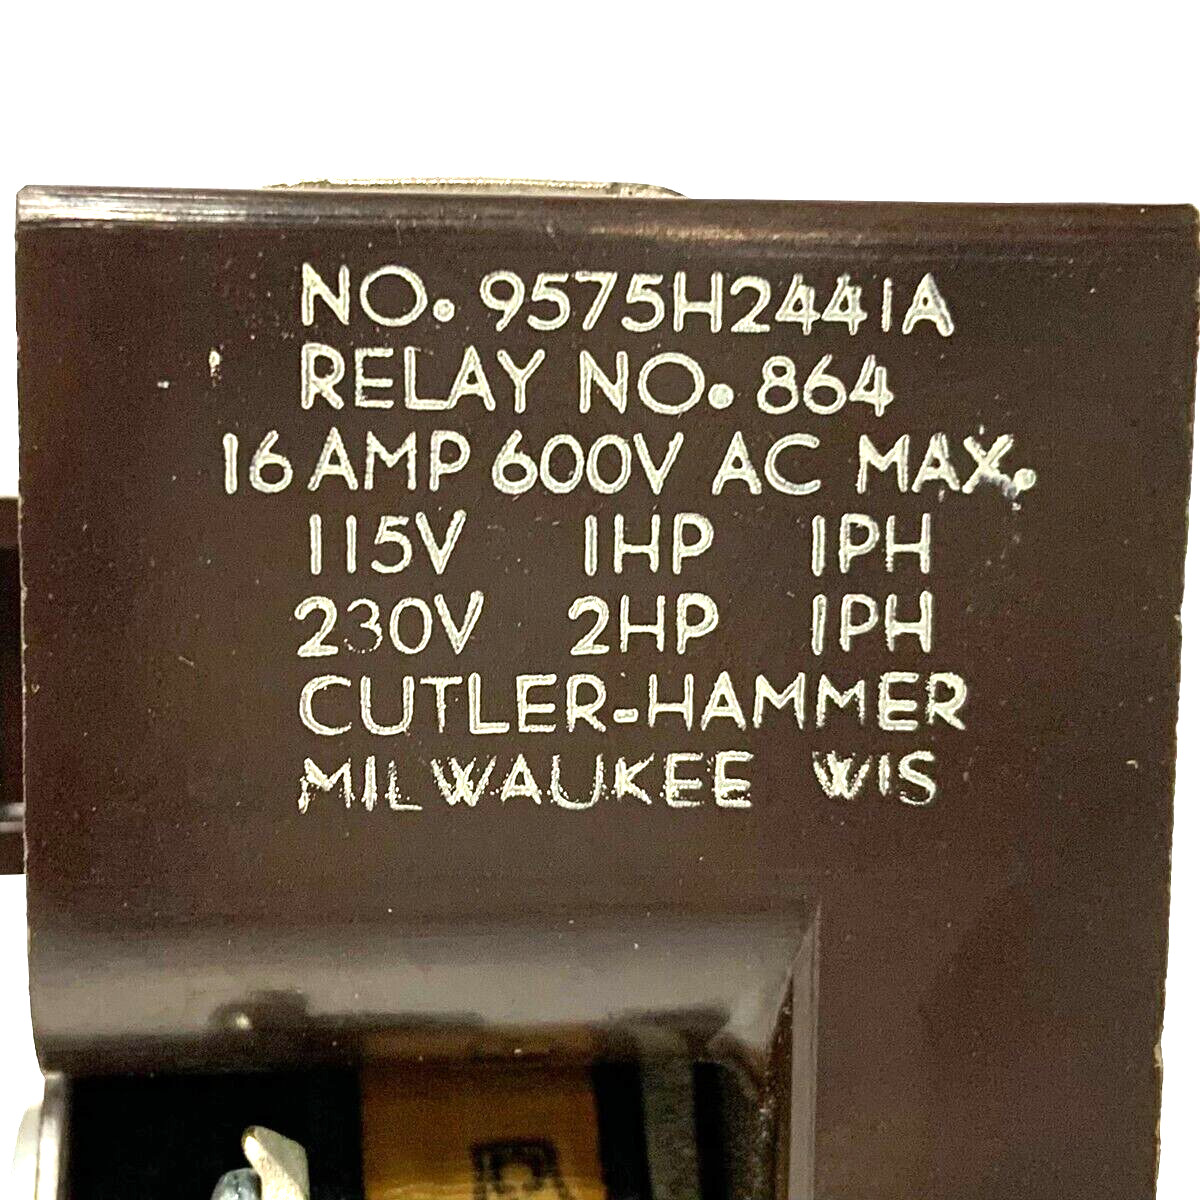 NO. 9575H2441A
RELAY NO. 864
16 AMP 600V AC MAX.
115V 1HP 1PH
230V 2HP 1PH
CUTLER-HAMMER
MILWAUKEE WIS